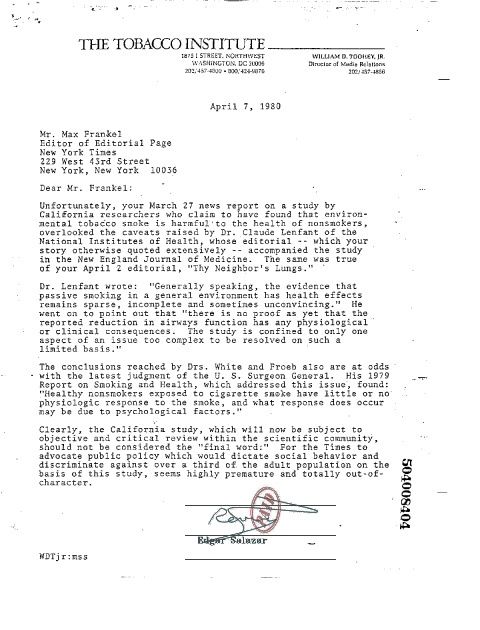 THE TOBACCO INSTITUTE
1875 I STREET, NORTHWEST
WASHINGTON, DC 20006
202/457-4800 • 800/424-9876
WILLIAM D. TOOHEY, JR.
Director of Media Relations
202/457-4856
April 7, 1980
Mr. Max Frankel
Editor of Editorial Page
New York Times
229 West 43rd Street
New York, New York 10036
Dear Mr. Frankel:
Unfortunately, your March 27 news report on a study by
California researchers who claim to have found that environ-
mental tobacco smoke is harmful to the health of nonsmokers,
overlooked the caveats raised by Dr. Claude Lenfant of the
National Institutes of Health, whose editorial -- which your
story otherwise quoted extensively -- accompanied the study
in the New England Journal of Medicine. The same was true
of your April 2 editorial, "Thy Neighbor's Lungs."
Dr. Lenfant wrote: "Generally speaking, the evidence that
passive smoking in a general environment has health effects
remains sparse, incomplete and sometimes unconvincing." He
went on to point out that "there is no proof as yet that the
reported reduction in airways function has any physiological
or clinical consequences. The study is confined to only one
aspect of an issue too complex to be resolved on such a
limited basis."
The conclusions reached by Drs. White and Froeb also are at odds
with the latest judgment of the U. S. Surgeon General. His 1979
Report on Smoking and Health, which addressed this issue, found:
"Healthy nonsmokers exposed to cigarette smoke have little or no
physiologic response to the smoke, and what response does occur
may be due to psychological factors."
Clearly, the California study, which will now be subject to
objective and critical review within the scientific community,
should not be considered the "final word:" For the Times to
advocate public policy which would dictate social behavior and
discriminate against over a third of the adult population on the
basis of this study, seems highly premature and totally out-of-
character.
PAID
Edgar Salazar
WDTjr:mss
504008404